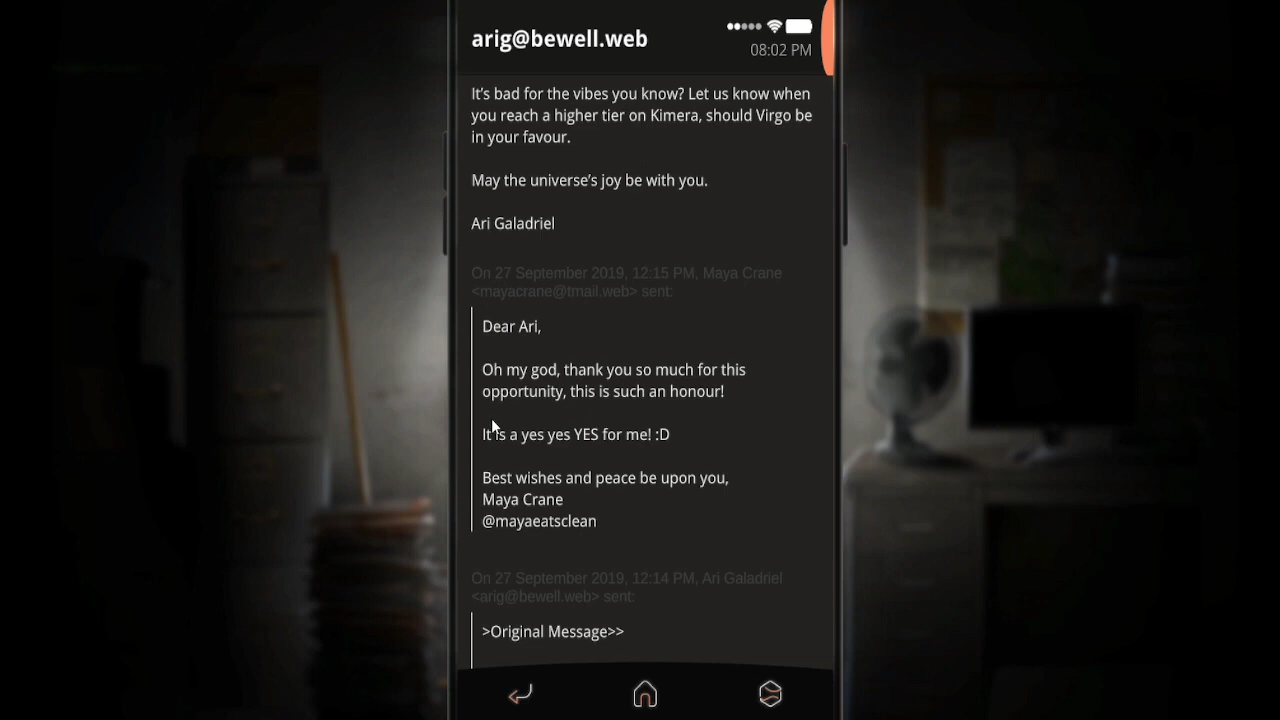 arig@bewell.web
08:02 PM
It's bad for the vibes you know? Let us know when
you reach a higher tier on Kimera, should Virgo be
in your favour.
May the universe's joy be with you.
Ari Galadriel
On 27 September 2019, 12:15 PM, Maya Crane
<mayacrane@tmail.web> sent:
Dear Ari,
Oh my god, thank you so much for this
opportunity, this is such an honour!
It is a yes yes YES for me! :D
Best wishes and peace be upon you,
Maya Crane
@mayaeatsclean
On 27 September 2019, 12:14 PM, Ari Galadriel
<arig@bewell.web> sent:
>Original Message>>